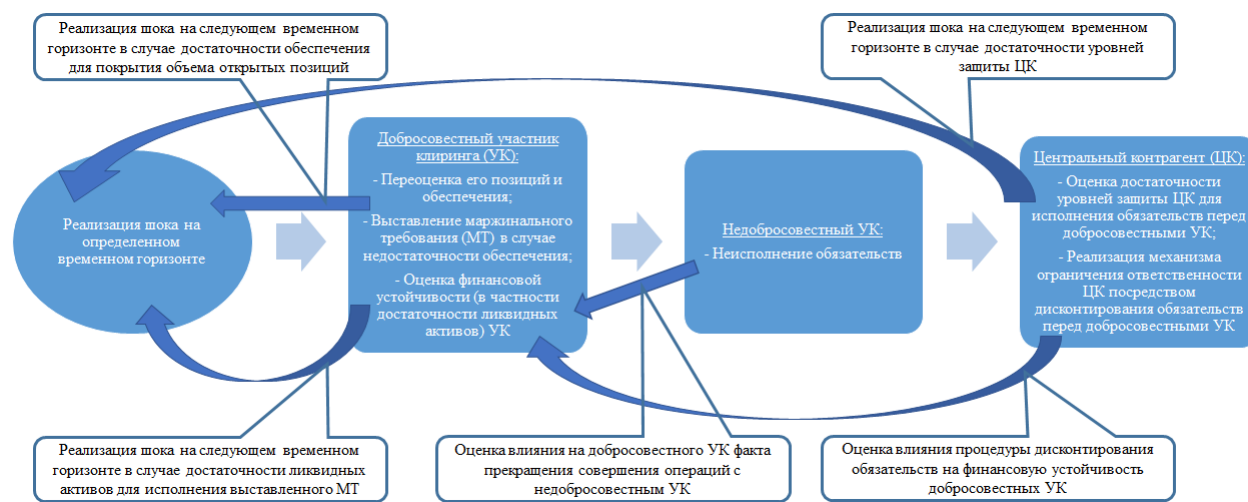 Реализация шока на следующем временном
горизонте в случае достаточности обеспечения
для покрытия объема открытых позиций
Реализация шока на следующем временном
горизонте в случае достаточности уровней
защиты ЦК
Реализация шока на
определенном
временном горизонте
Добросовестный участник
клиринга (УК):
- Переоценка его позиций и
обеспечения;
- Выставление маржинального
требования (МТ) в случае
недостаточности обеспечения;
- Оценка финансовой
устойчивости (в частности
достаточности ликвидных
активов) УК
Недобросовестный УК:
- Неисполнение обязательств
Центральный контрагент (ЦК):
- Оценка достаточности
уровней защиты ЦК для
исполнения обязательств перед
добросовестными УК;
- Реализация механизма
ограничения ответственности
ЦК посредством
дисконтирования обязательств
перед добросовестными УК
Реализация шока на следующем временном
горизонте в случае достаточности ликвидных
активов для исполнения выставленного МТ
Оценка влияния на добросовестного УК факта
прекращения совершения операций с
недобросовестным УК
Оценка влияния процедуры дисконтирования
обязательств на финансовую устойчивость
добросовестных УК